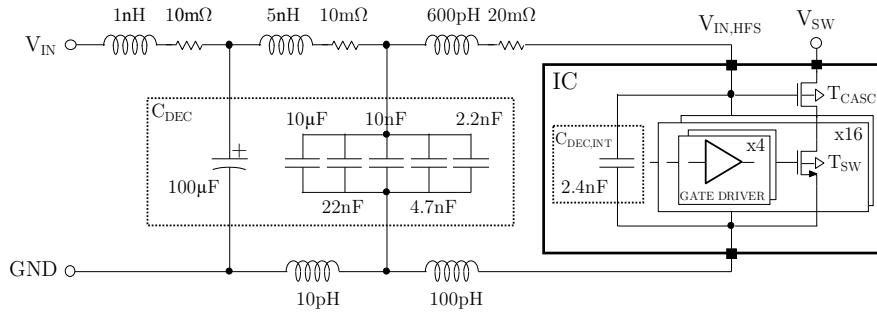 1nH 10mΩ 5nH 10mΩ 600pH 20mΩ V_IN,HFS V_SW
V_IN
IC
T_CASC
C_DEC
10μF 10nF 2.2nF
C_DEC,INT
x16
x4
+
T_SW
100μF
2.4nF
GATE DRIVER
22nF 4.7nF
GND
10pH 100pH